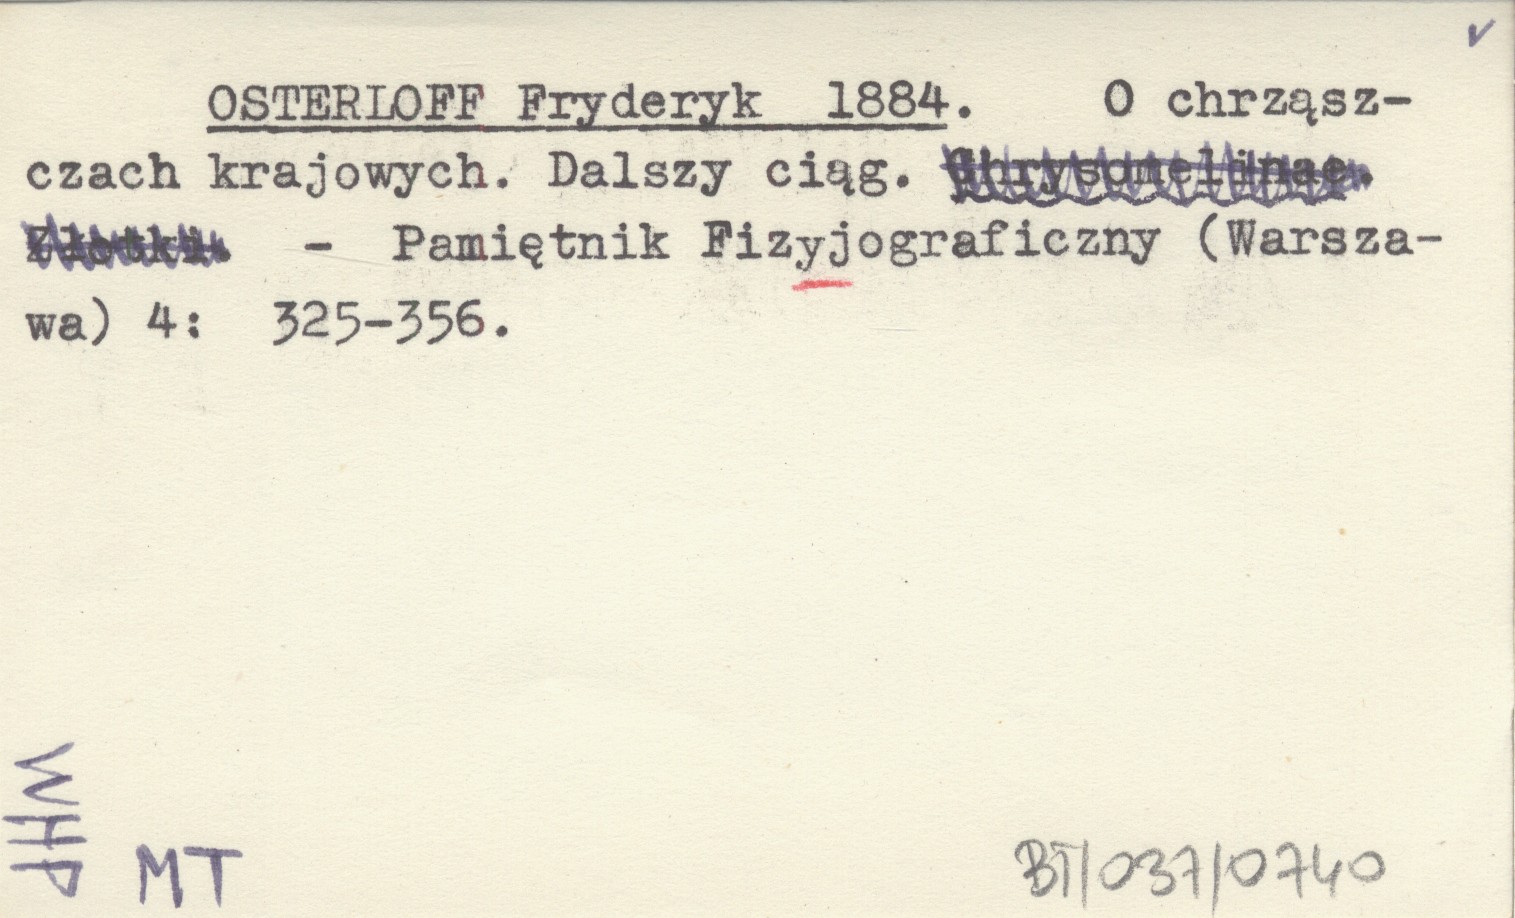 OSTERLOFF Fryderyk 1884. O chrząsz-
czach krajowych. Dalszy ciąg. Chrysomelinae.
Złotki. - Pamiętnik Fizyjograficzny (Warsza-
wa) 4: 325-356.
WHP
MT
BT/037/0740